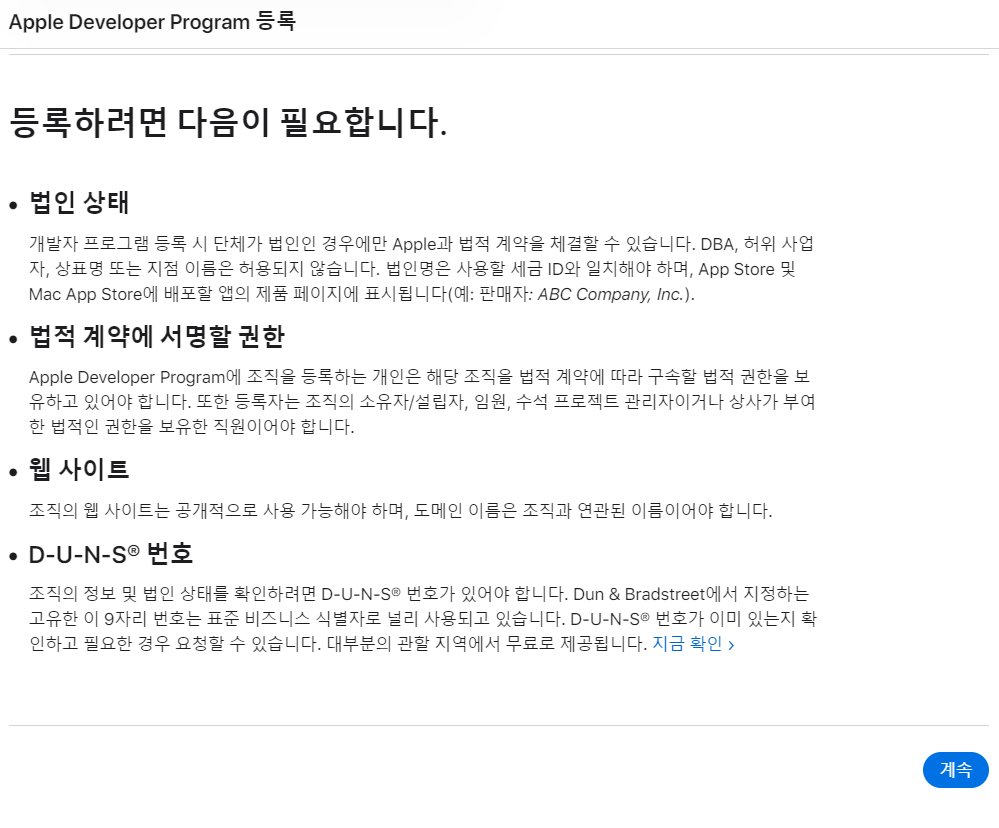 Apple Developer Program 등록
등록하려면 다음이 필요합니다.
• 법인 상태
개발자 프로그램 등록 시 단체가 법인인 경우에만 Apple과 법적 계약을 체결할 수 있습니다. DBA, 허위 사업
자, 상표명 또는 지점 이름은 허용되지 않습니다. 법인명은 사용할 세금 ID와 일치해야 하며, App Store 및
Mac App Store에 배포할 앱의 제품 페이지에 표시됩니다(예: 판매자: ABC Company, Inc.).
• 법적 계약에 서명할 권한
Apple Developer Program에 조직을 등록하는 개인은 해당 조직을 법적 계약에 따라 구속할 법적 권한을 보
유하고 있어야 합니다. 또한 등록자는 조직의 소유자/설립자, 임원, 수석 프로젝트 관리자이거나 상사가 부여
한 법적인 권한을 보유한 직원이어야 합니다.
• 웹 사이트
조직의 웹 사이트는 공개적으로 사용 가능해야 하며, 도메인 이름은 조직과 연관된 이름이어야 합니다.
• D-U-N-S® 번호
조직의 정보 및 법인 상태를 확인하려면 D-U-N-S® 번호가 있어야 합니다. Dun & Bradstreet에서 지정하는
고유한 이 9자리 번호는 표준 비즈니스 식별자로 널리 사용되고 있습니다. D-U-N-S® 번호가 이미 있는지 확
인하고 필요한 경우 요청할 수 있습니다. 대부분의 관할 지역에서 무료로 제공됩니다. 지금 확인 >
계속